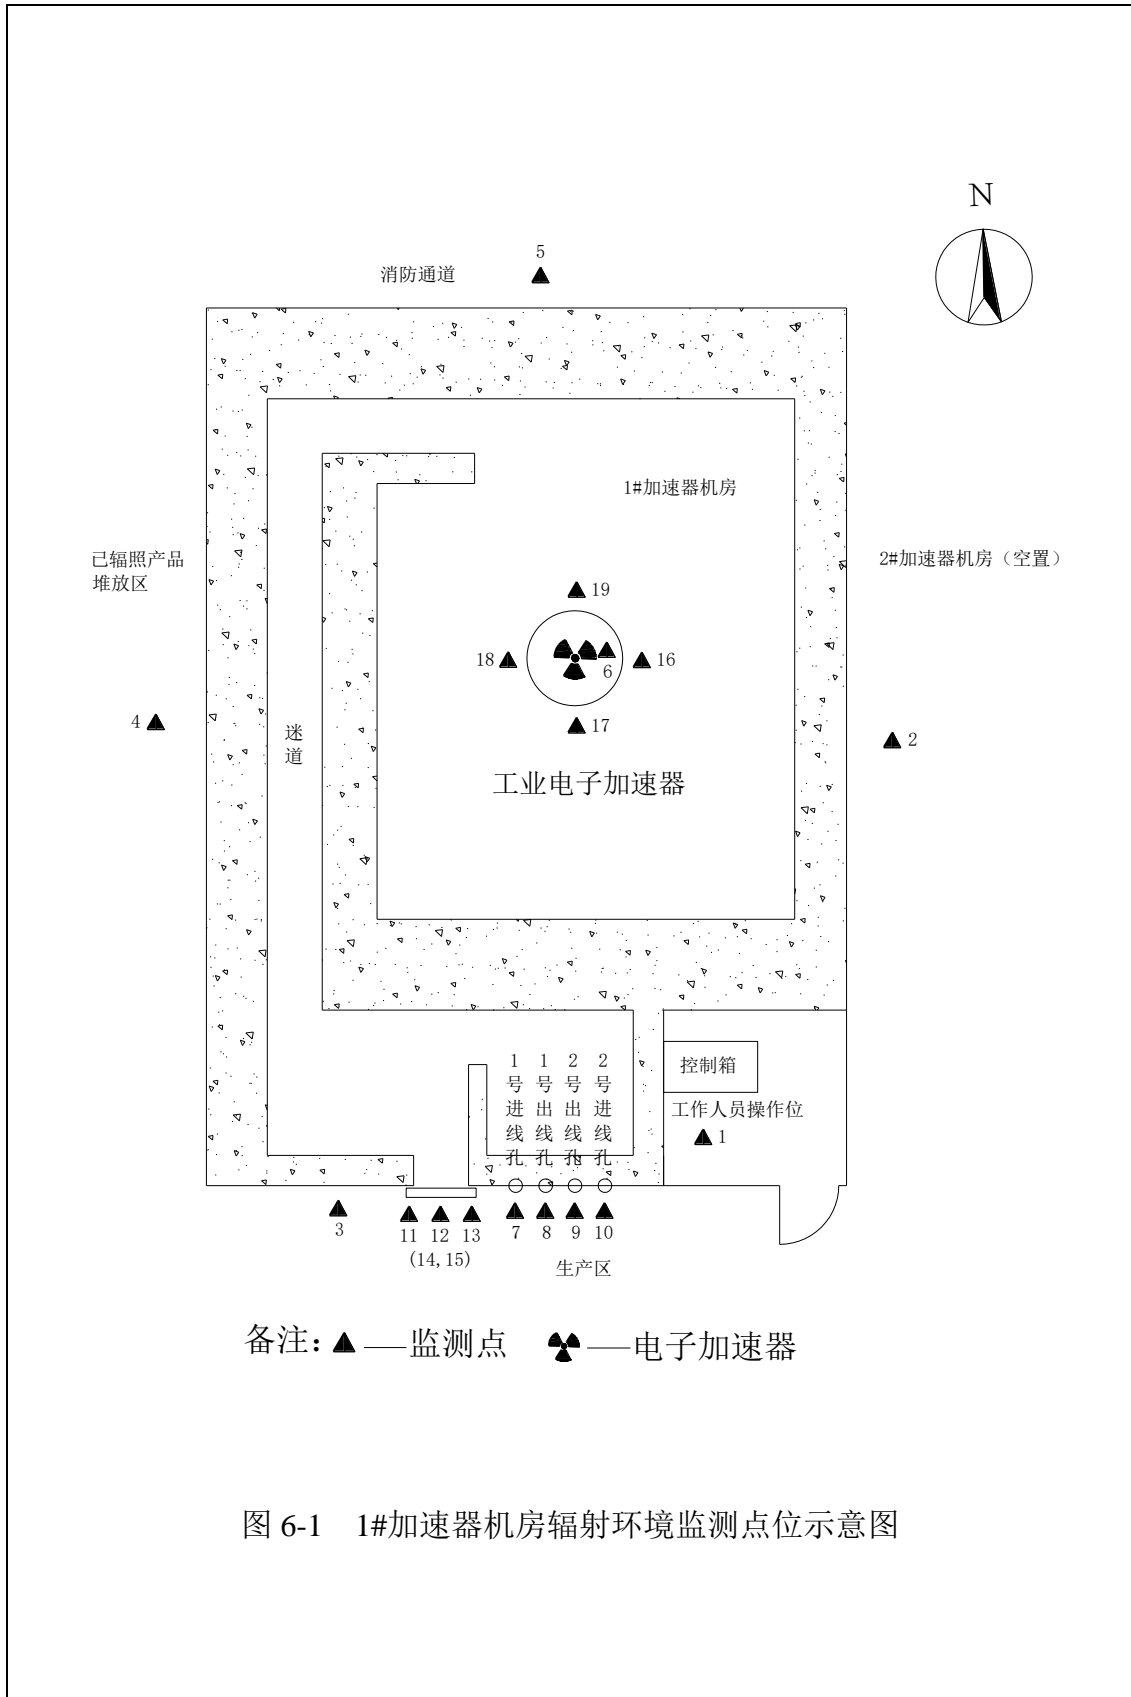 N
5
消防通道
1#加速器机房
已辐照产品
堆放区
2#加速器机房（空置）
19
18
6
16
4
迷
道
17
2
工业电子加速器
1号进线孔
1号出线孔
2号出线孔
2号进线孔
控制箱
工作人员操作位
1
3
11
12
13
7
8
9
10
(14,15)
生产区
备注：
——监测点
——电子加速器
图 6-1 1#加速器机房辐射环境监测点位示意图